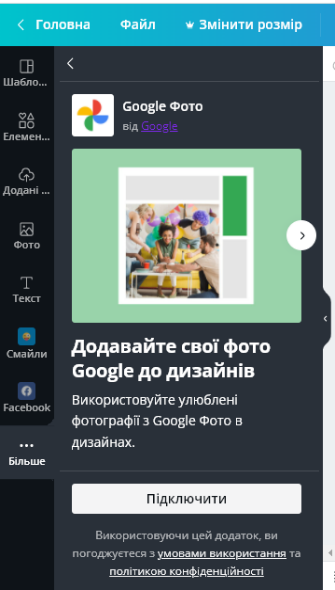 Головна Файл Змінити розмір
Шабло...
Елемен...
Додані ...
Фото
Текст
Смайли
Facebook
Більше
Google Фото
від Google
Додавайте свої фото
Google до дизайнів
Використовуйте улюблені
фотографії з Google Фото в
дизайнах.
Підключити
Використовуючи цей додаток, ви
погоджуєтеся з умовами використання та
політикою конфіденційності